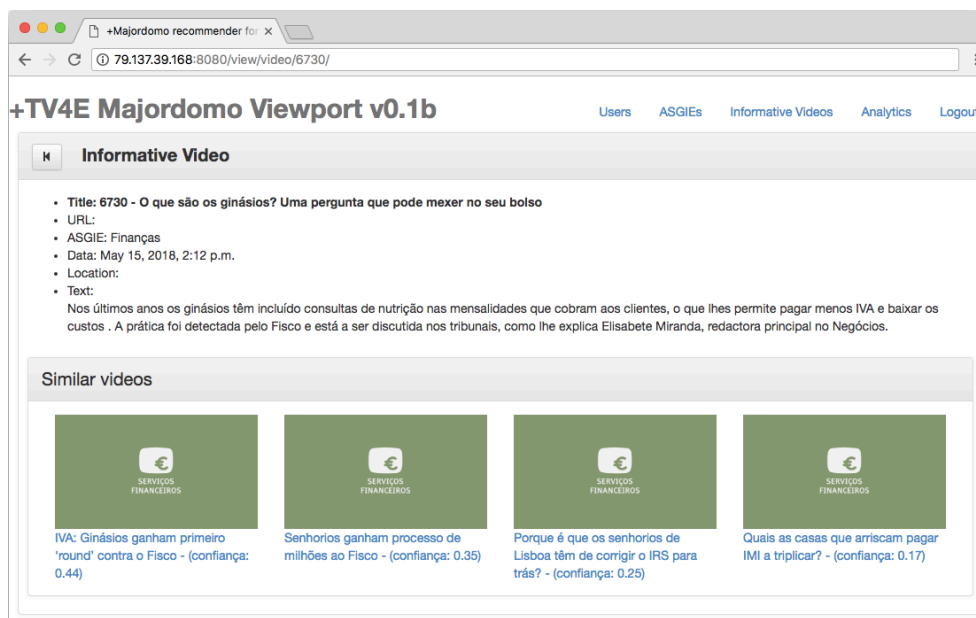 +Majordomo recommender for
79.137.39.168:8080/view/video/6730/
+TV4E Majordomo Viewport v0.1b
Users ASGIEs Informative Videos Analytics Logout
Informative Video
Title: 6730 - O que são os ginásios? Uma pergunta que pode mexer no seu bolso
URL:
ASGIE: Finanças
Data: May 15, 2018, 2:12 p.m.
Location:
Text:
Nos últimos anos os ginásios têm incluído consultas de nutrição nas mensalidades que cobram aos clientes, o que lhes permite pagar menos IVA e baixar os
custos . A prática foi detectada pelo Fisco e está a ser discutida nos tribunais, como lhe explica Elisabete Miranda, redactora principal no Negócios.
Similar videos
€
SERVIÇOS
FINANCEIROS
IVA: Ginásios ganham primeiro
'round' contra o Fisco - (confiança:
0.44)
€
SERVIÇOS
FINANCEIROS
Senhorios ganham processo de
milhões ao Fisco - (confiança: 0.35)
€
SERVIÇOS
FINANCEIROS
Porque é que os senhorios de
Lisboa têm de corrigir o IRS para
trás? - (confiança: 0.25)
€
SERVIÇOS
FINANCEIROS
Quais as casas que arriscam pagar
IMI a triplicar? - (confiança: 0.17)